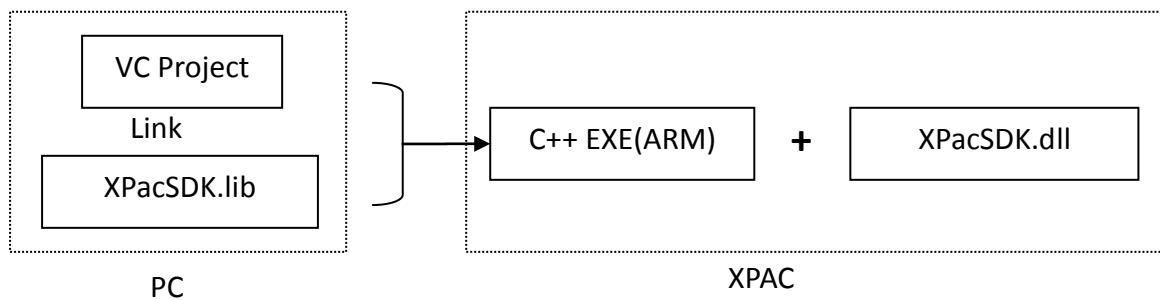 VC Project
Link
XPacSDK.lib
PC
C++ EXE(ARM)
+
XPacSDK.dll
XPAC